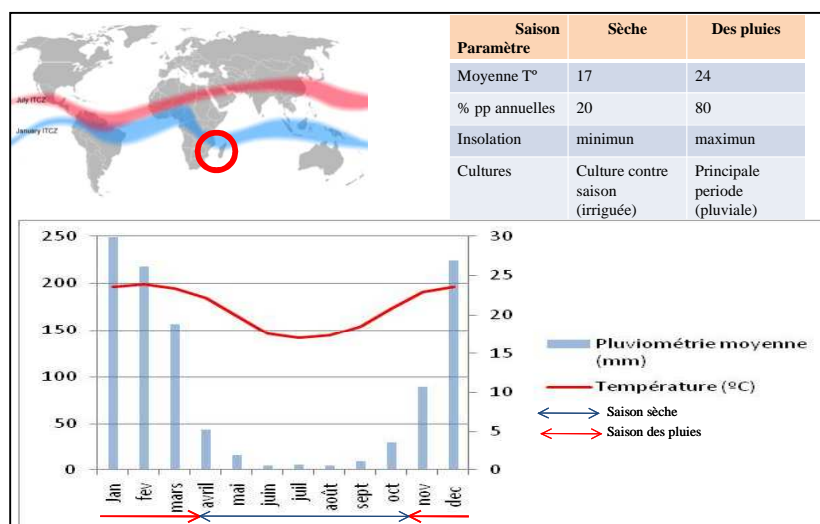 July ITCZ
January ITCZ
Saison Sèche Des pluies
Paramètre
Moyenne Tº 17 24
% pp annuelles 20 80
Insolation minimun maximun
Cultures Culture contre Principale
saison periode
(irriguée) (pluviale)
250 30
200 25
150 20
100 15
50 10
0 5
0
Jan fev mars avril mai juin juil août sept oct nov dec
Pluviométrie moyenne
(mm)
Température (ºC)
Saison sèche
Saison des pluies